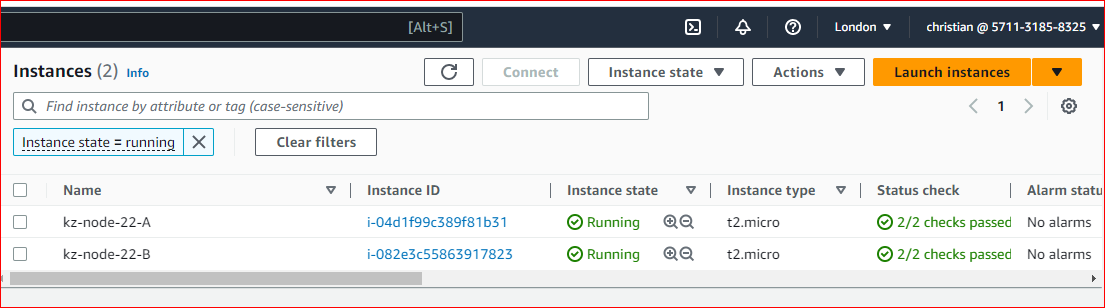 [Alt+S] London christian @ 5711-3185-8325
Instances (2) Info Connect Instance state Actions Launch instances
Find instance by attribute or tag (case-sensitive) 1
Instance state = running Clear filters
Name Instance ID Instance state Instance type Status check Alarm statu
kz-node-22-A i-04d1f99c389f81b31 Running t2.micro 2/2 checks passed No alarms
kz-node-22-B i-082e3c55863917823 Running t2.micro 2/2 checks passed No alarms